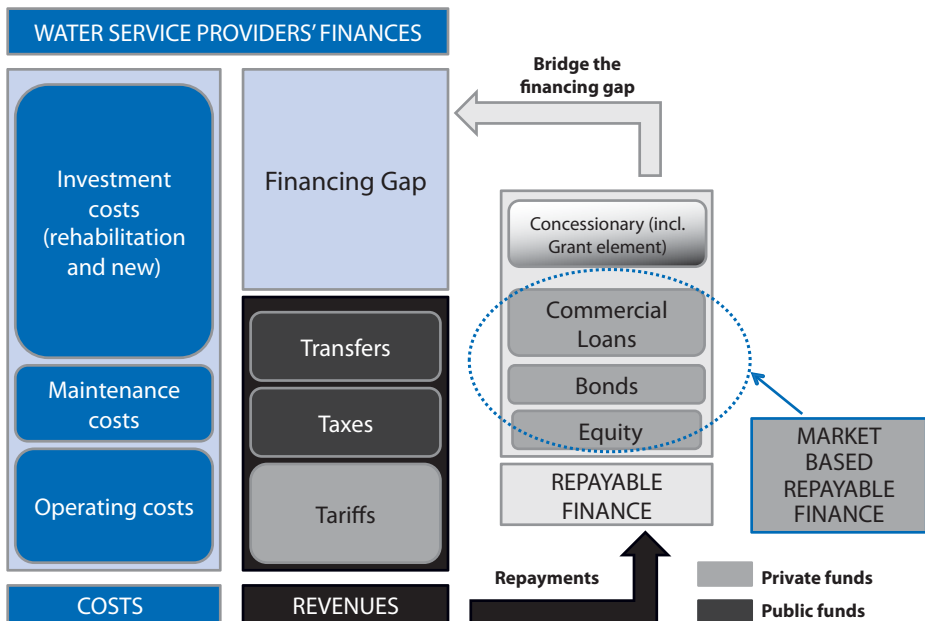 WATER SERVICE PROVIDERS' FINANCES
Investment
costs
(rehabilitation
and new)
Maintenance
costs
Operating costs
COSTS
Financing Gap
Transfers
Taxes
Tariffs
REVENUES
Bridge the
financing gap
Concessionary (incl.
Grant element)
Commercial
Loans
Bonds
Equity
REPAYABLE
FINANCE
MARKET
BASED
REPAYABLE
FINANCE
Repayments
Private funds
Public funds